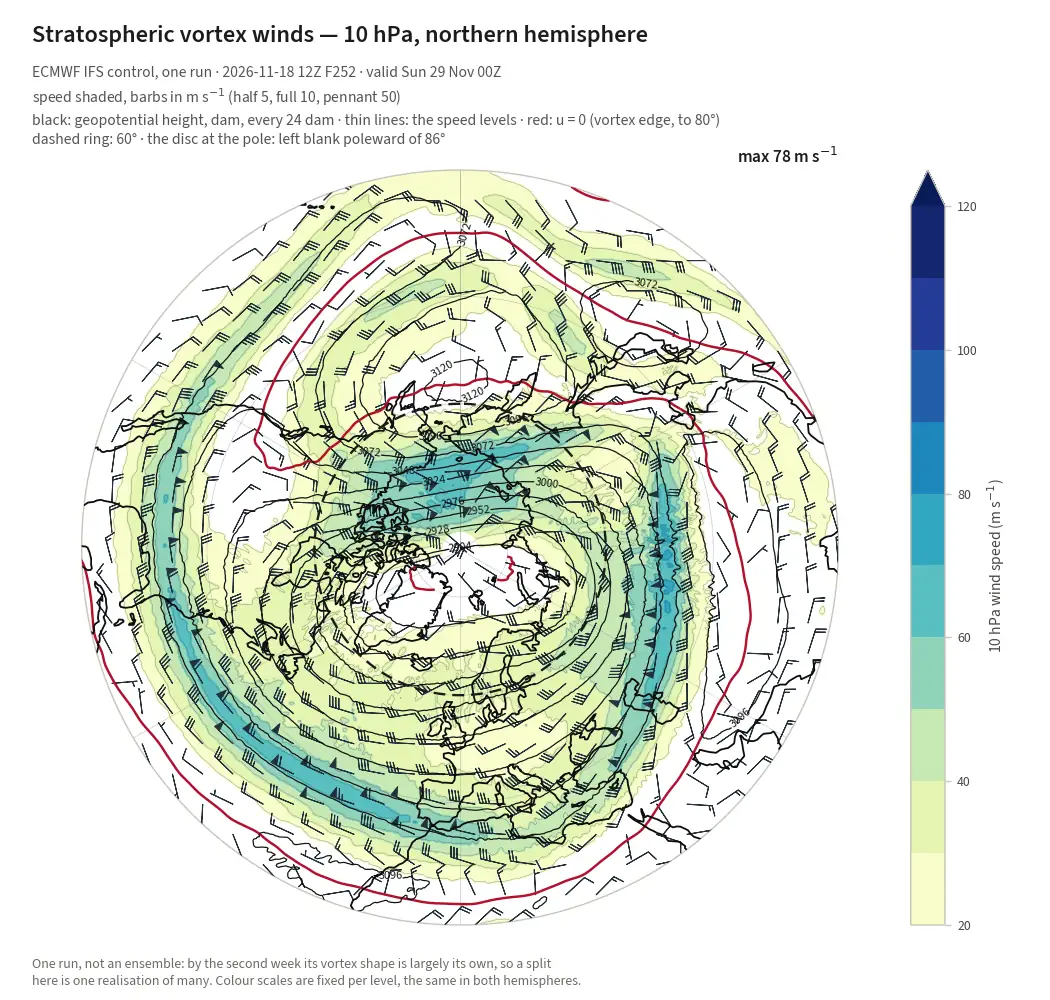 Stratospheric vortex winds — 10 hPa, northern hemisphere
ECMWF IFS control, one run · 2026-11-18 12Z F252 · valid Sun 29 Nov 00Z
speed shaded, barbs in m s⁻¹ (half 5, full 10, pennant 50)
black: geopotential height, dam, every 24 dam · thin lines: the speed levels · red: u = 0 (vortex edge, to 80°)
dashed ring: 60° · the disc at the pole: left blank poleward of 86°
max 78 m s⁻¹
120
100
80
60
40
20
10 hPa wind speed (m s⁻¹)
3072
3072
3120
3120
3072
3072
3024
3000
2976
2952
2928
3096
3096
One run, not an ensemble: by the second week its vortex shape is largely its own, so a split
here is one realisation of many. Colour scales are fixed per level, the same in both hemispheres.